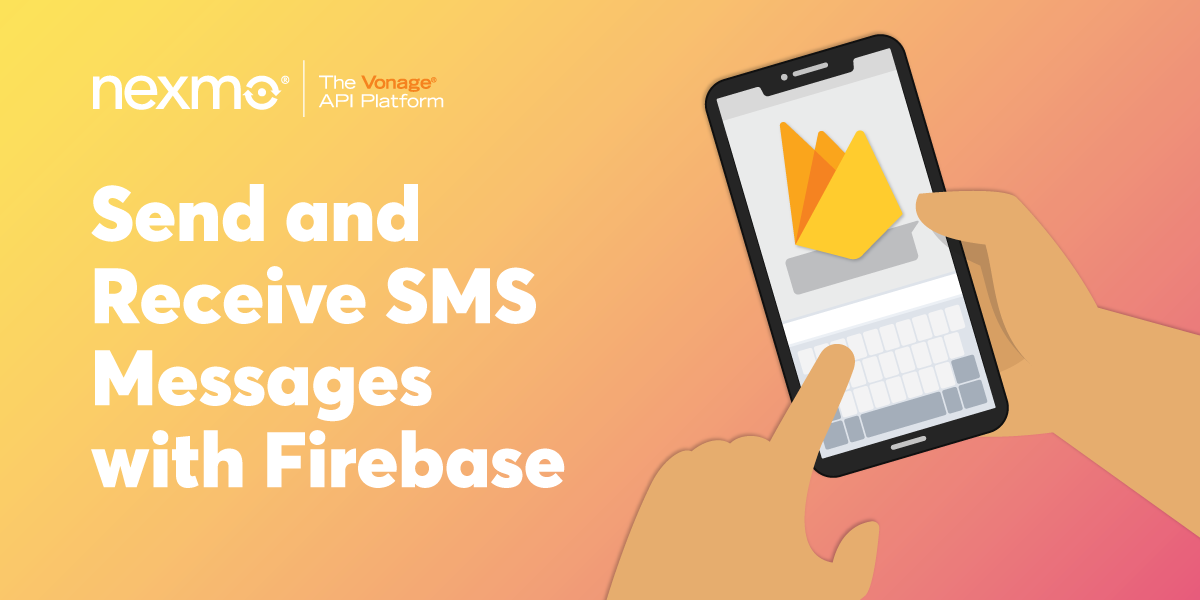 nexmo®
The Vonage®
API Platform
Send and
Receive SMS
Messages
with Firebase